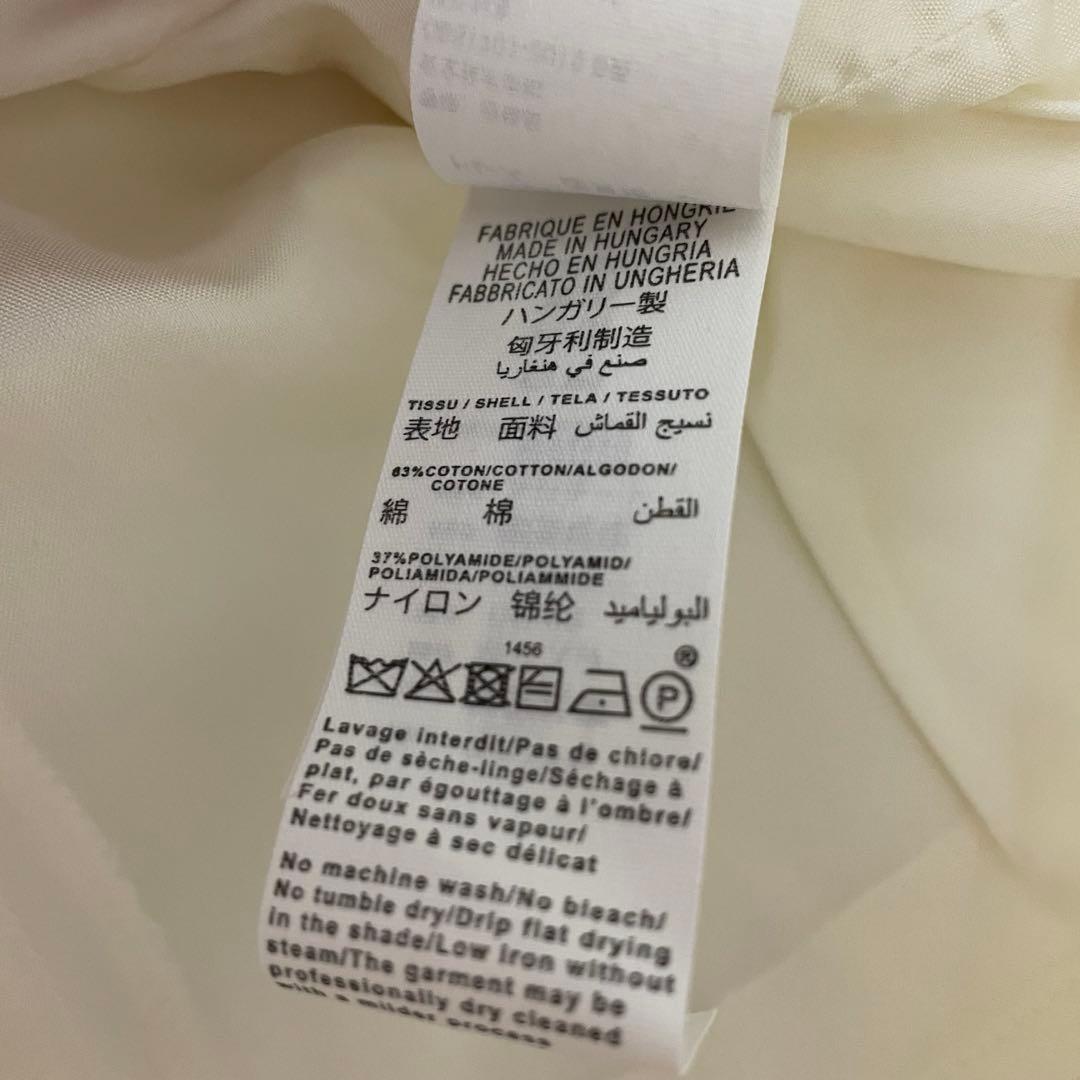 FABRIQUE EN HONGRIE
MADE IN HUNGARY
HECHO EN HUNGRIA
FABBRICATO IN UNGHERIA
ハンガリー製
匈牙利制造
صنع في هنغاريا
TISSU / SHELL / TELA / TESSUTO
表地 面料 نسيج القماش
63%COTON/COTTON/ALGODON/
COTONE
綿 棉 القطن
37%POLYAMIDE/POLYAMID/
POLIAMIDA/POLIAMMIDE
ナイロン 锦纶 البولياميد
1456
® P
Lavage interdit/Pas de chlore/
Pas de sèche-linge/Séchage à
plat, par égouttage à l'ombre/
Fer doux sans vapeur/
Nettoyage à sec délicat
No machine wash/No bleach/
No tumble dry/Drip flat drying
in the shade/Low iron without
steam/The garment may be
professionally dry cleaned
with a milder process